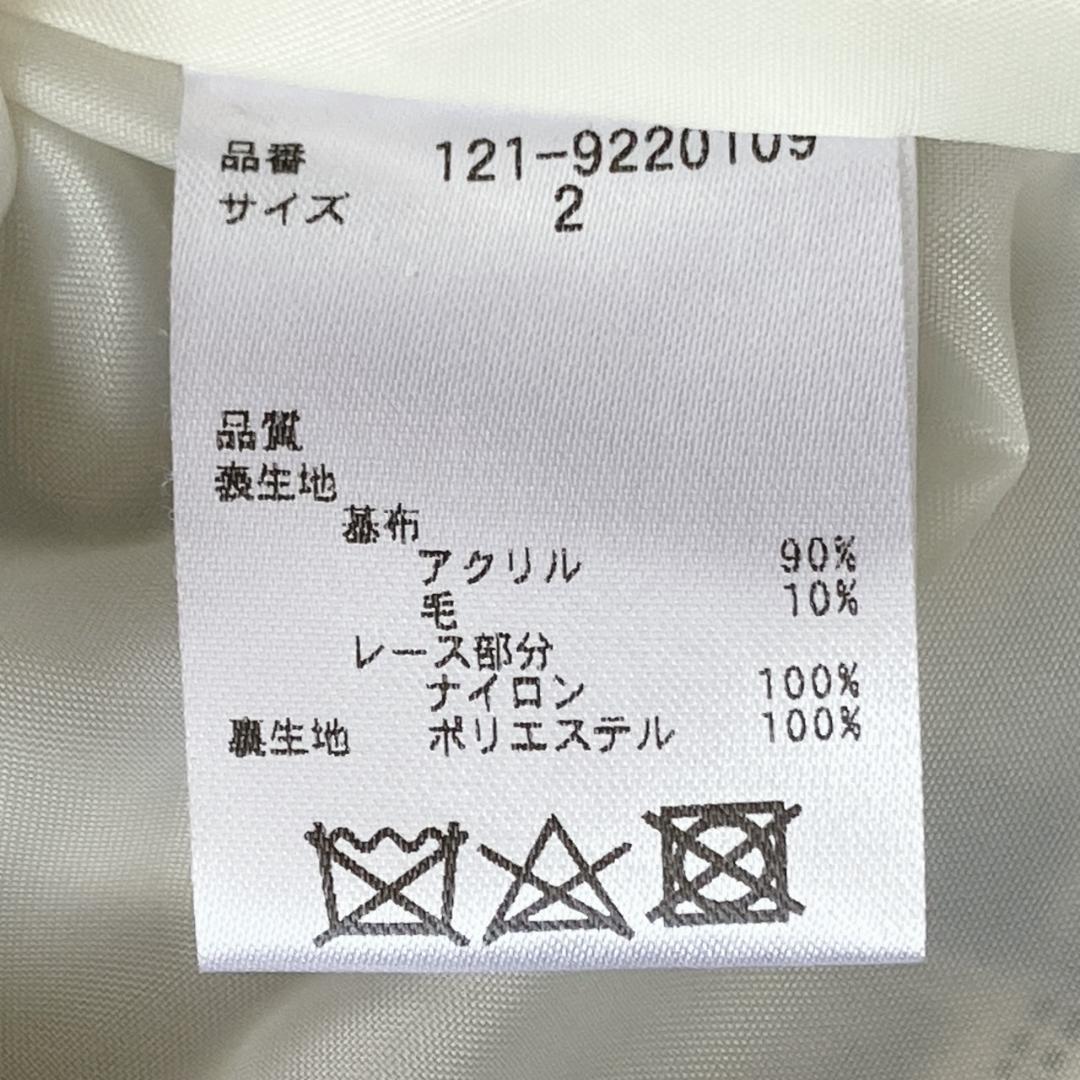 品番 121-9220109
サイズ 2
品質
表生地
基布
アクリル 90%
毛 10%
レース部分
ナイロン 100%
裏生地 ポリエステル 100%